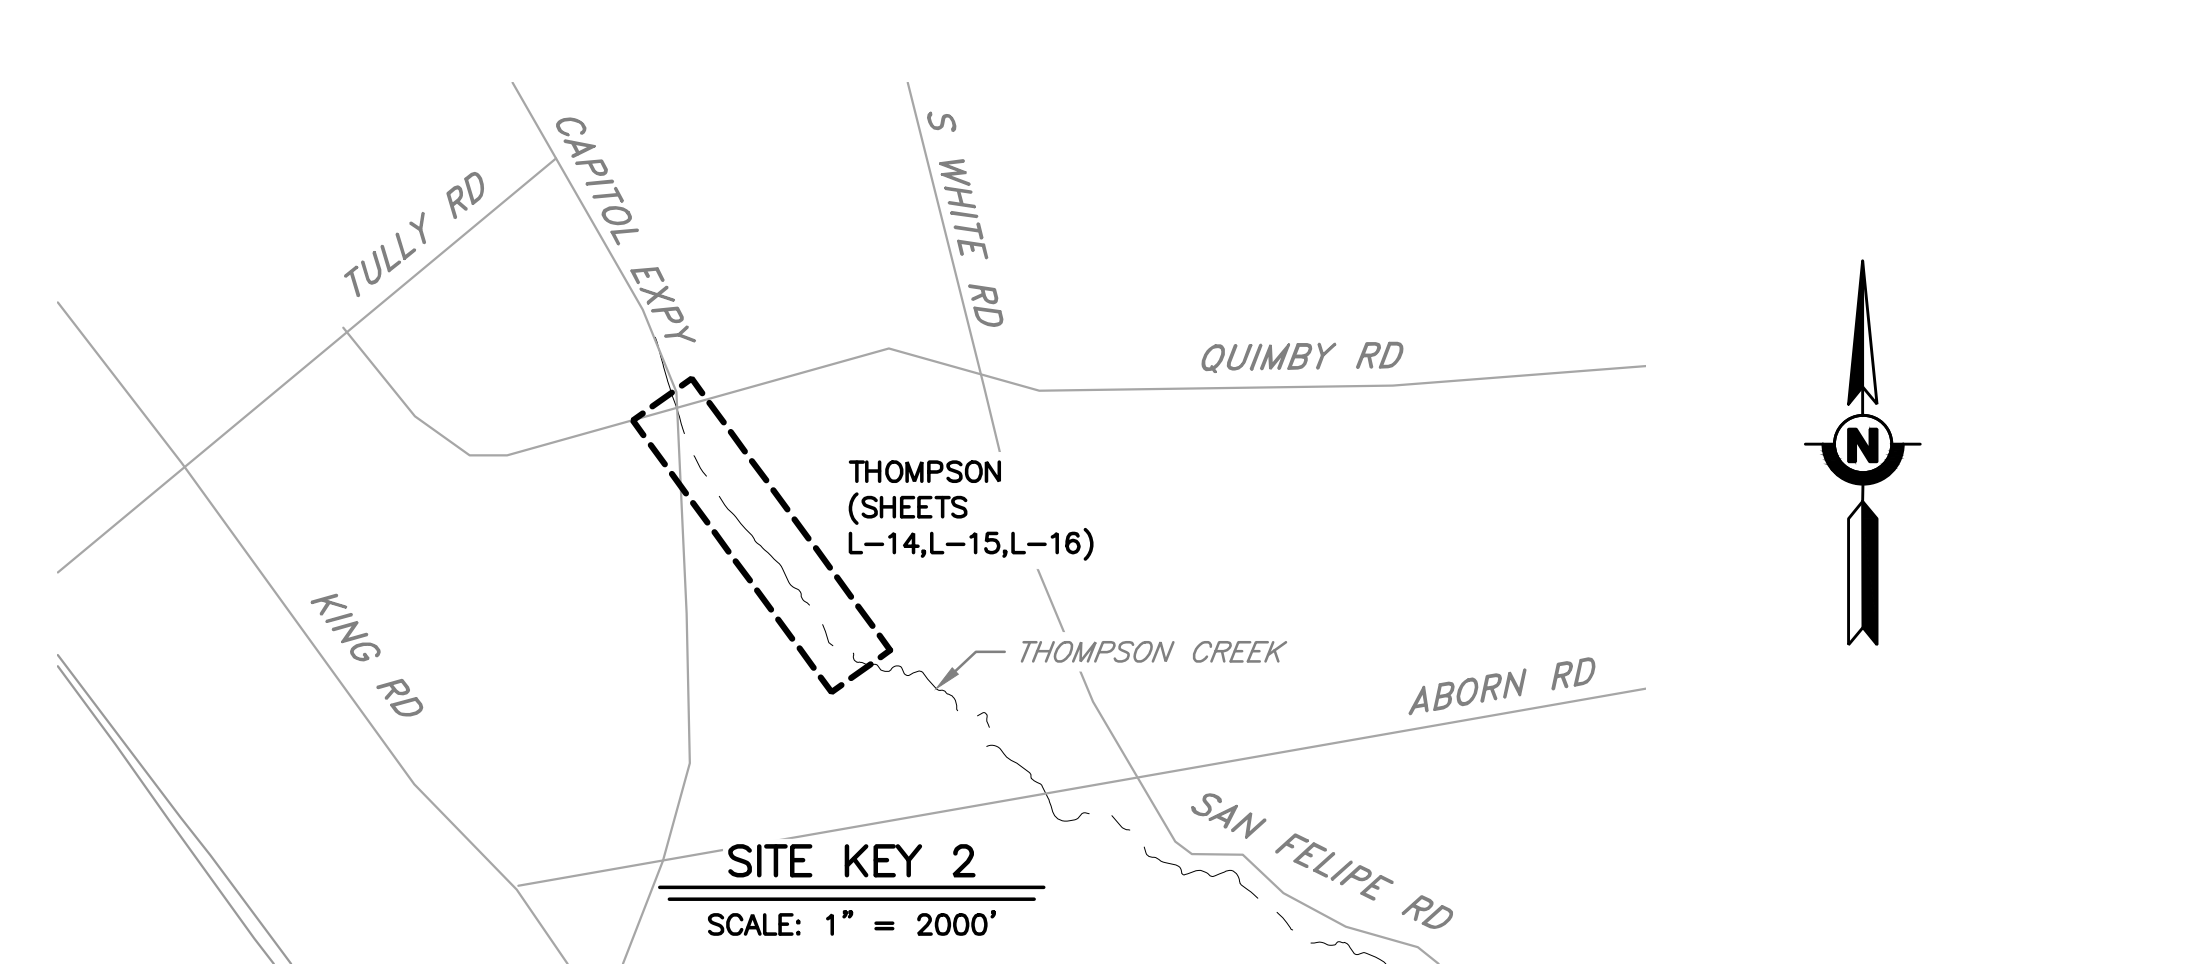 CAPITOL EXPY
S WHITE RD
TULLY RD
QUIMBY RD
N
THOMPSON
(SHEETS
L-14,L-15,L-16)
KING RD
THOMPSON CREEK
ABORN RD
SAN FELIPE RD
SITE KEY 2
SCALE: 1" = 2000'